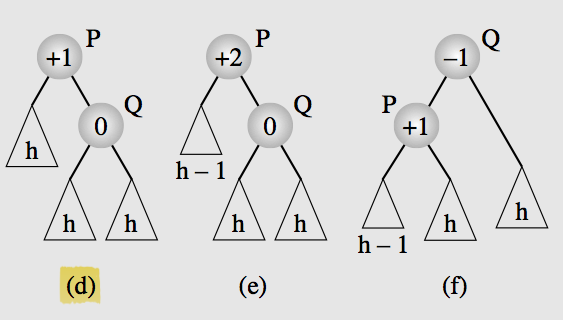 P
+1
Q
0
h
h
h
(d)
P
+2
Q
0
h – 1
h
h
(e)
Q
–1
P
+1
h – 1
h
h
(f)